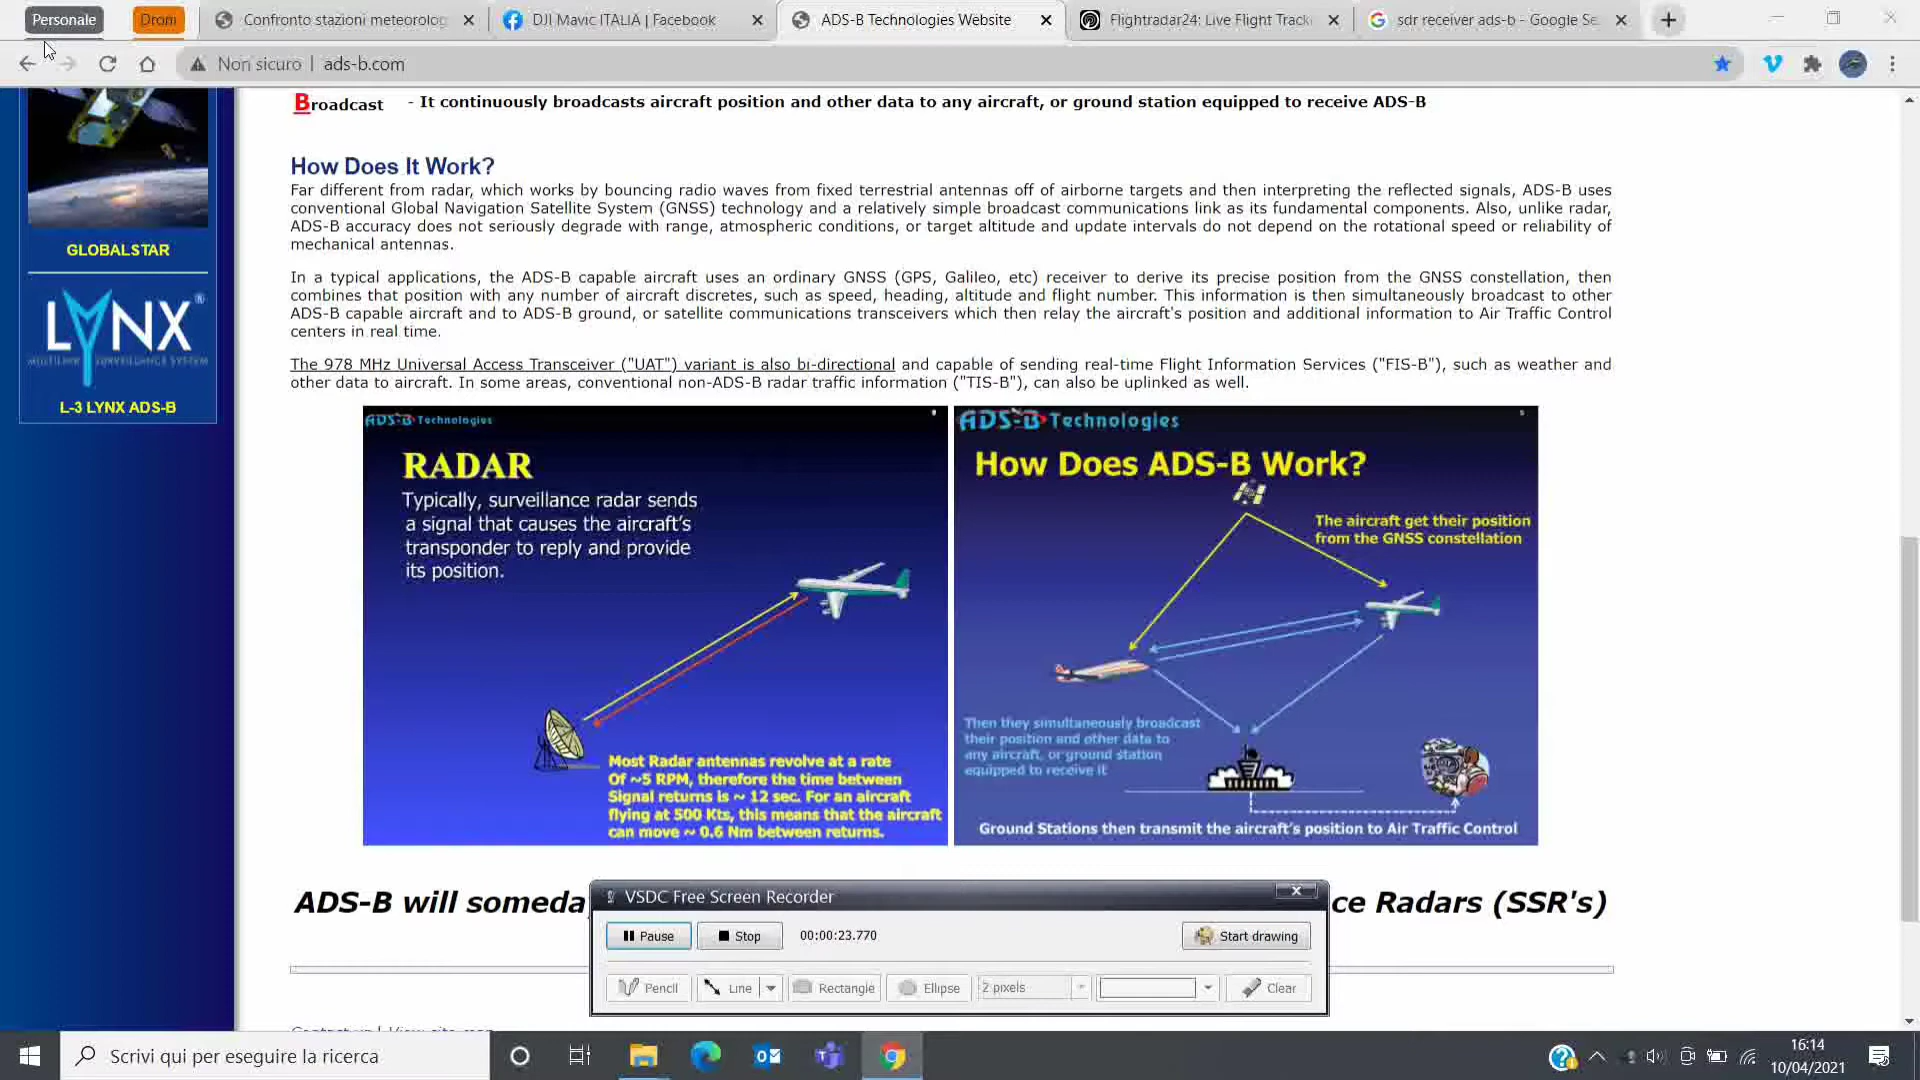 Personale
Droni
Confronto stazioni meteorolog
DJI Mavic ITALIA | Facebook
ADS-B Technologies Website
Flightradar24: Live Flight Track
sdr receiver ads-b - Google Se
Non sicuro | ads-b.com
Broadcast - It continuously broadcasts aircraft position and other data to any aircraft, or ground station equipped to receive ADS-B
How Does It Work?
Far different from radar, which works by bouncing radio waves from fixed terrestrial antennas off of airborne targets and then interpreting the reflected signals, ADS-B uses
conventional Global Navigation Satellite System (GNSS) technology and a relatively simple broadcast communications link as its fundamental components. Also, unlike radar,
ADS-B accuracy does not seriously degrade with range, atmospheric conditions, or target altitude and update intervals do not depend on the rotational speed or reliability of
mechanical antennas.
In a typical applications, the ADS-B capable aircraft uses an ordinary GNSS (GPS, Galileo, etc) receiver to derive its precise position from the GNSS constellation, then
combines that position with any number of aircraft discretes, such as speed, heading, altitude and flight number. This information is then simultaneously broadcast to other
ADS-B capable aircraft and to ADS-B ground, or satellite communications transceivers which then relay the aircraft's position and additional information to Air Traffic Control
centers in real time.
The 978 MHz Universal Access Transceiver ("UAT") variant is also bi-directional and capable of sending real-time Flight Information Services ("FIS-B"), such as weather and
other data to aircraft. In some areas, conventional non-ADS-B radar traffic information ("TIS-B"), can also be uplinked as well.
GLOBALSTAR
LYNX®
MULTILINK SURVEILLANCE SYSTEM
L-3 LYNX ADS-B
ADS-B Technologies
RADAR
Typically, surveillance radar sends
a signal that causes the aircraft's
transponder to reply and provide
its position.
Most Radar antennas revolve at a rate
Of ~5 RPM, therefore the time between
Signal returns is ~ 12 sec. For an aircraft
flying at 500 Kts, this means that the aircraft
can move ~ 0.6 Nm between returns.
ADS-B Technologies
How Does ADS-B Work?
The aircraft get their position
from the GNSS constellation
Then they simultaneously broadcast
their position and other data to
any aircraft, or ground station
equipped to receive it
Ground Stations then transmit the aircraft's position to Air Traffic Control
ADS-B will someda
ce Radars (SSR's)
VSDC Free Screen Recorder
Pause
Stop
00:00:23.770
Start drawing
Pencil
Line
Rectangle
Ellipse
2 pixels
Clear
Scrivi qui per eseguire la ricerca
16:14
10/04/2021